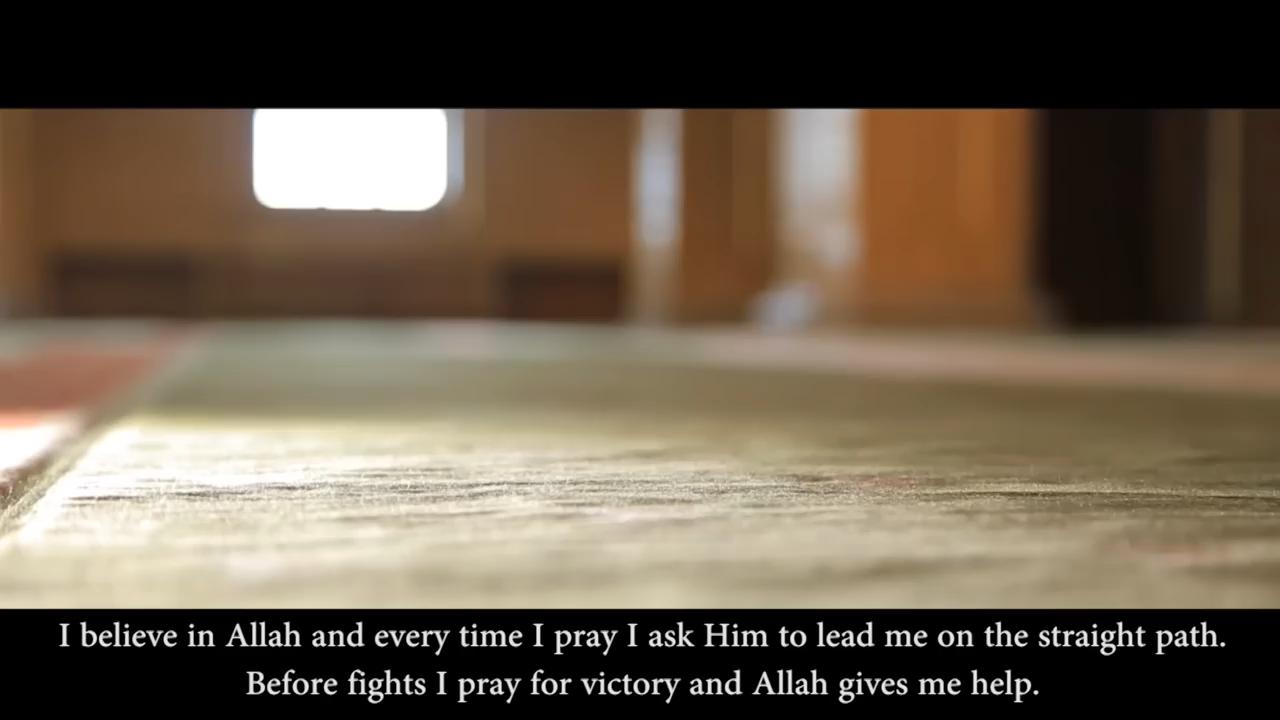 I believe in Allah and every time I pray I ask Him to lead me on the straight path.
Before fights I pray for victory and Allah gives me help.